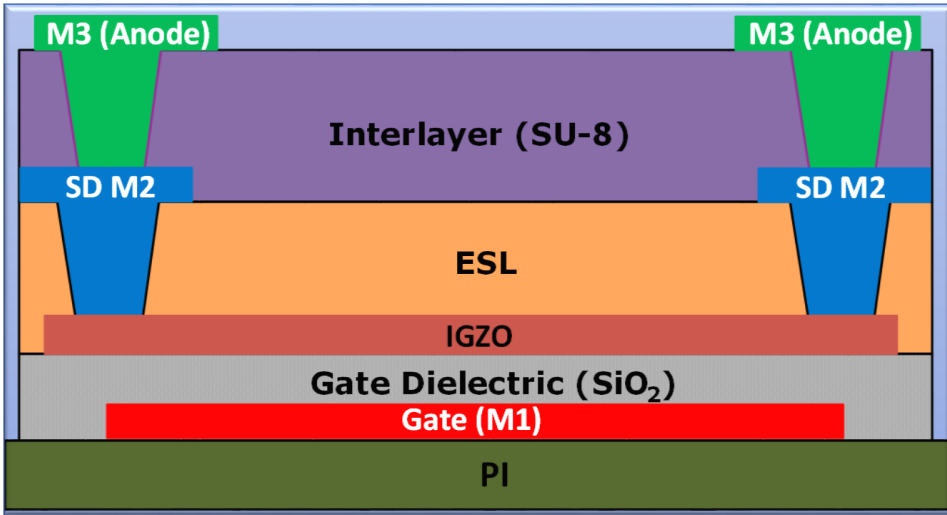 M3 (Anode)
M3 (Anode)
Interlayer (SU-8)
SD M2
SD M2
ESL
IGZO
Gate Dielectric (SiO₂)
Gate (M1)
PI